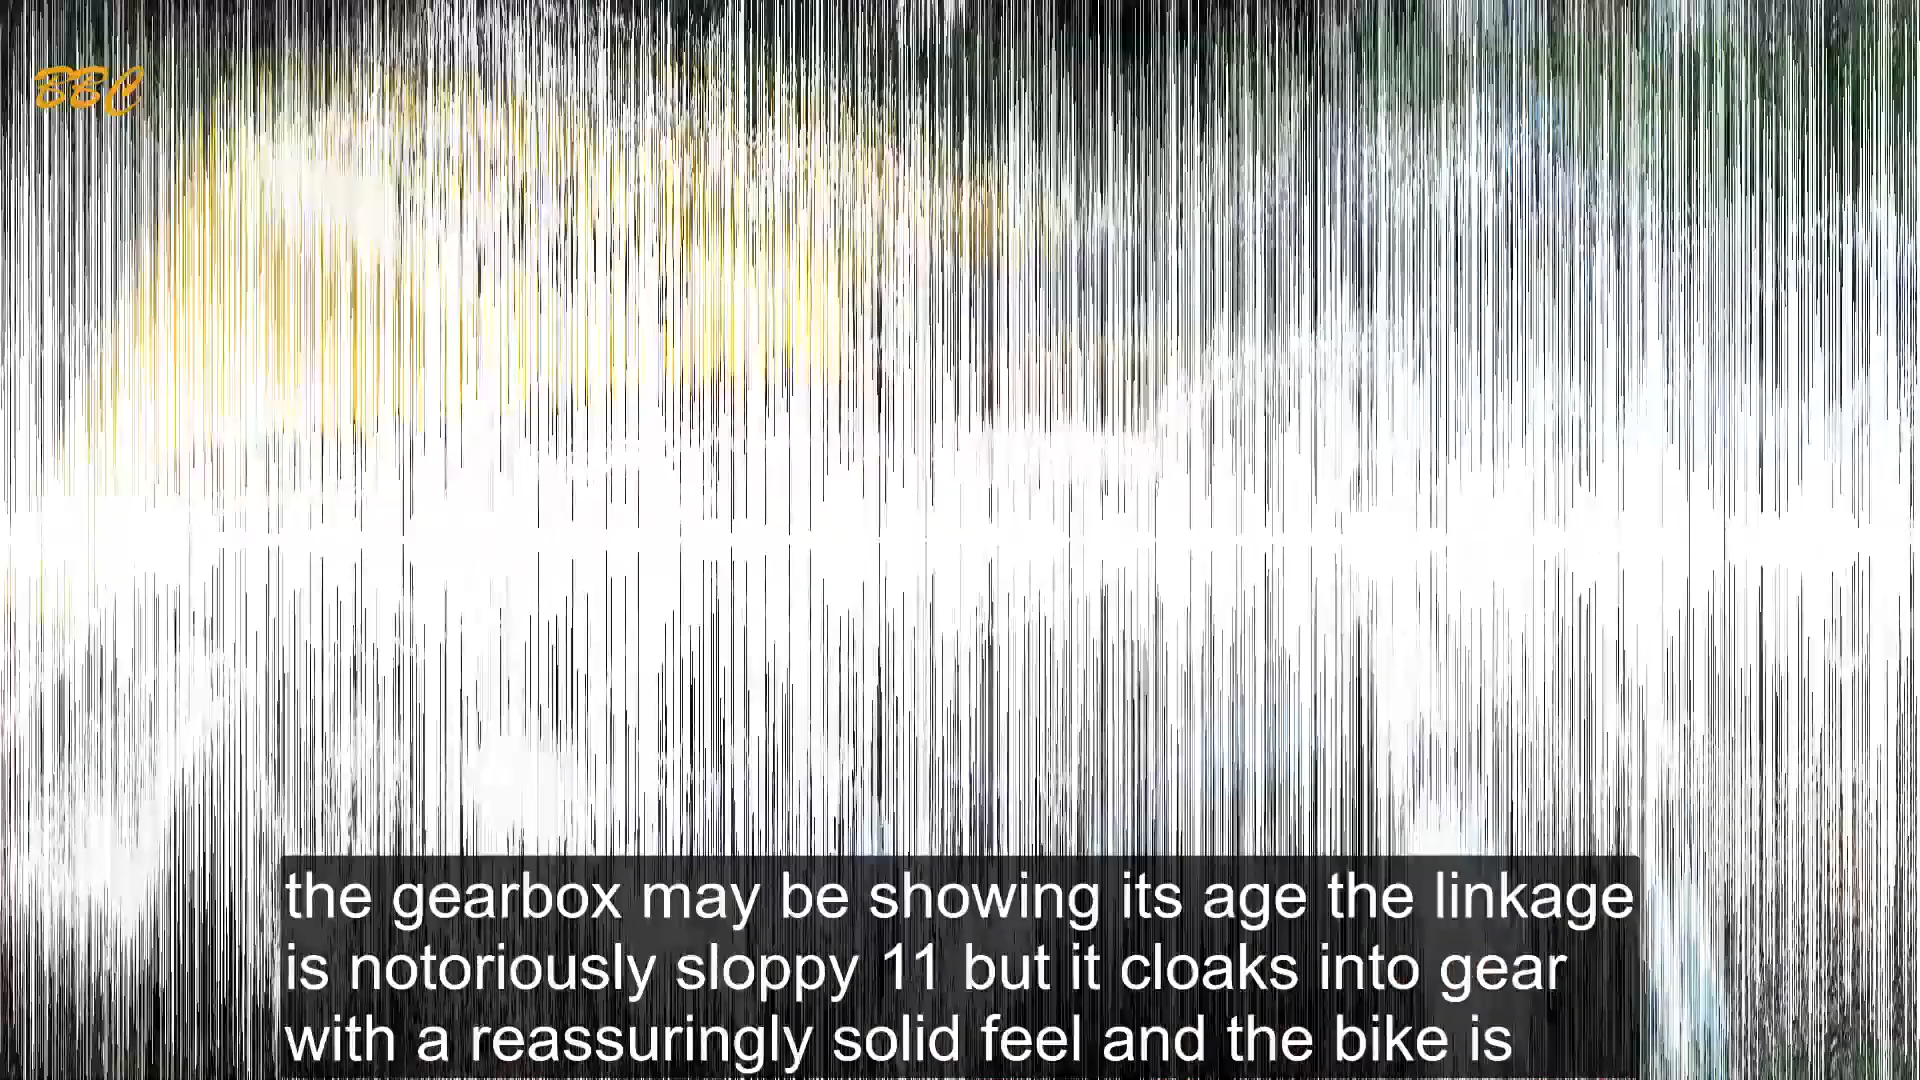 BBC
the gearbox may be showing its age the linkage
is notoriously sloppy 11 but it cloaks into gear
with a reassuringly solid feel and the bike is